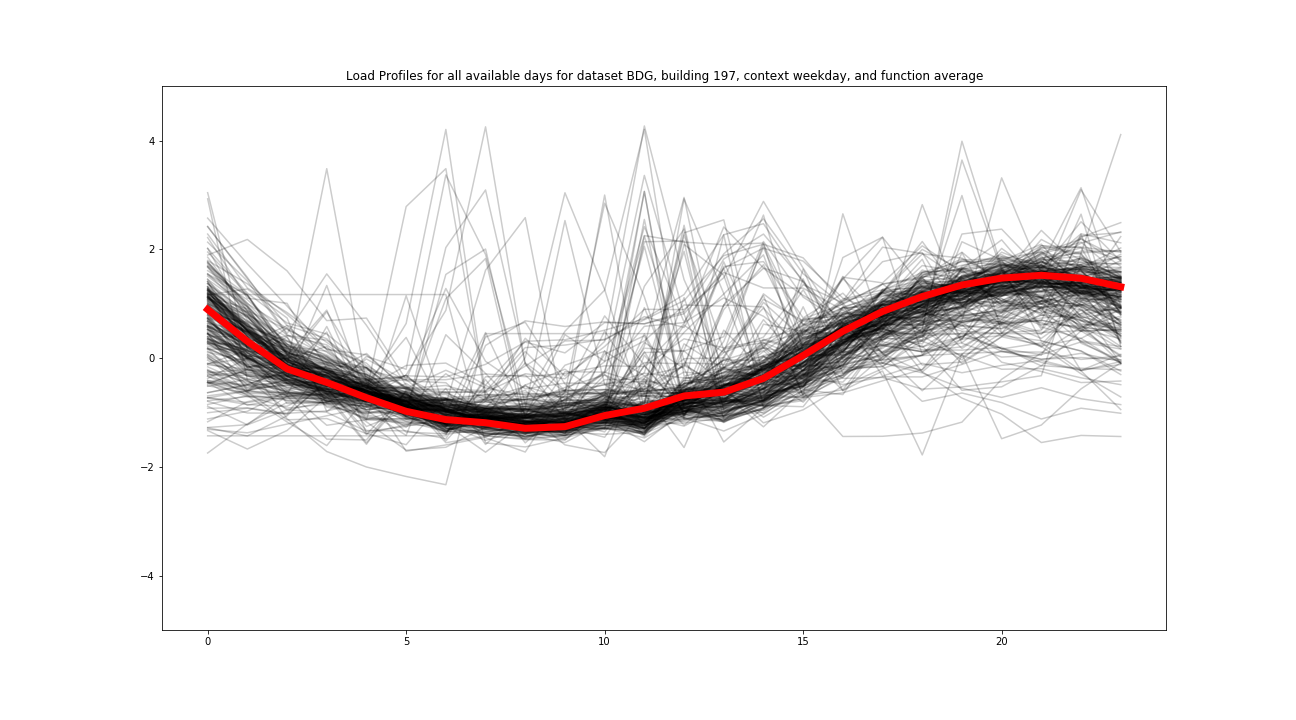 Load Profiles for all available days for dataset BDG, building 197, context weekday, and function average
4
2
0
−2
−4
0 5 10 15 20